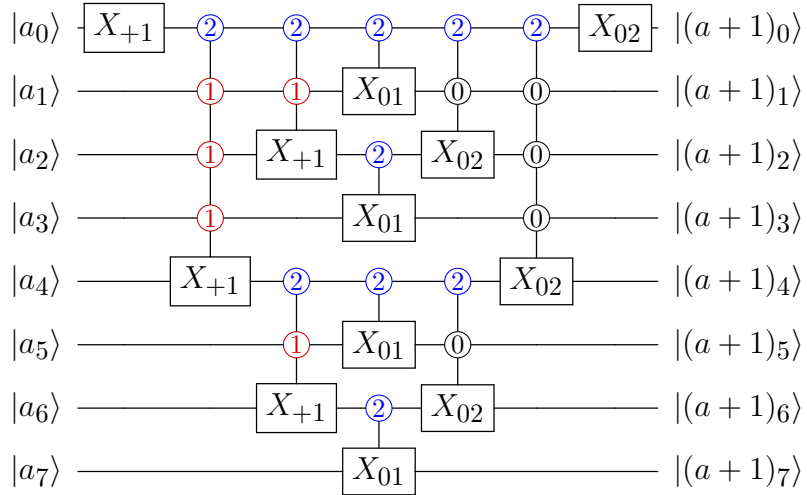 |a₀⟩ X₊₁ 2 2 2 2 2 X₀₂ |(a + 1)₀⟩
|a₁⟩ 1 1 X₀₁ 0 0 |(a + 1)₁⟩
|a₂⟩ 1 X₊₁ 2 X₀₂ 0 |(a + 1)₂⟩
|a₃⟩ 1 X₀₁ 0 |(a + 1)₃⟩
|a₄⟩ X₊₁ 2 2 2 X₀₂ |(a + 1)₄⟩
|a₅⟩ 1 X₀₁ 0 |(a + 1)₅⟩
|a₆⟩ X₊₁ 2 X₀₂ |(a + 1)₆⟩
|a₇⟩ X₀₁ |(a + 1)₇⟩